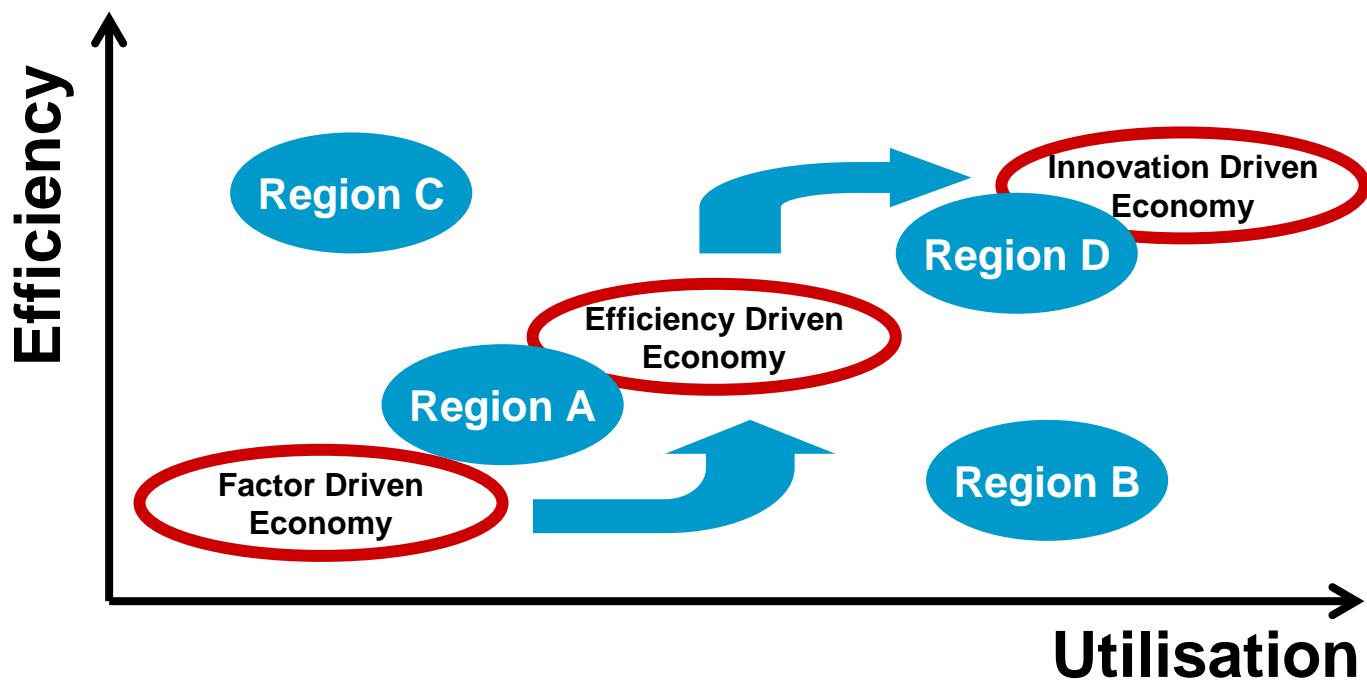 Efficiency
Region C
Innovation Driven
Economy
Region D
Efficiency Driven
Economy
Region A
Factor Driven
Economy
Region B
Utilisation